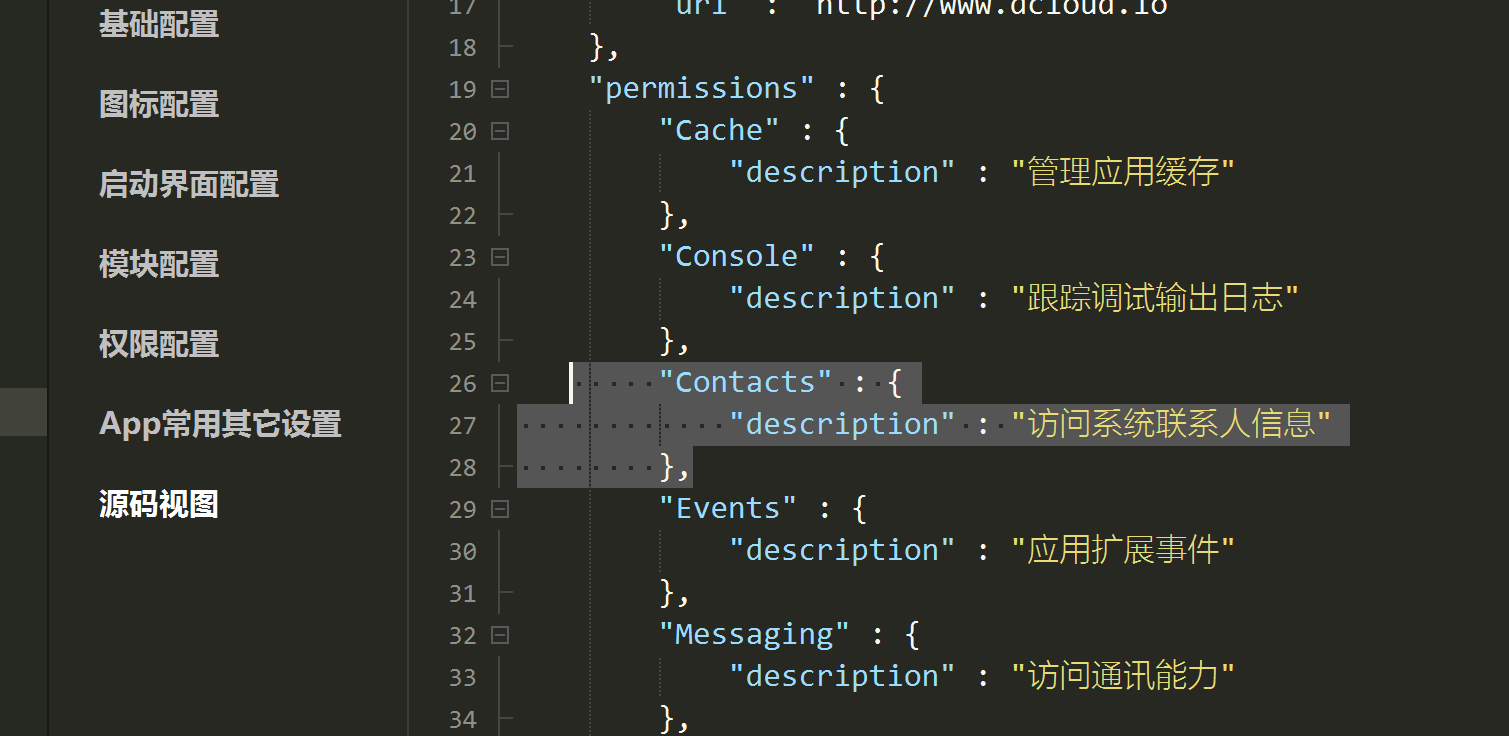 基础配置
图标配置
启动界面配置
模块配置
权限配置
App常用其它设置
源码视图
17 "url" : "http://www.dcloud.io"
18 },
19 "permissions" : {
20 "Cache" : {
21 "description" : "管理应用缓存"
22 },
23 "Console" : {
24 "description" : "跟踪调试输出日志"
25 },
26 "Contacts" : {
27 "description" : "访问系统联系人信息"
28 },
29 "Events" : {
30 "description" : "应用扩展事件"
31 },
32 "Messaging" : {
33 "description" : "访问通讯能力"
34 },